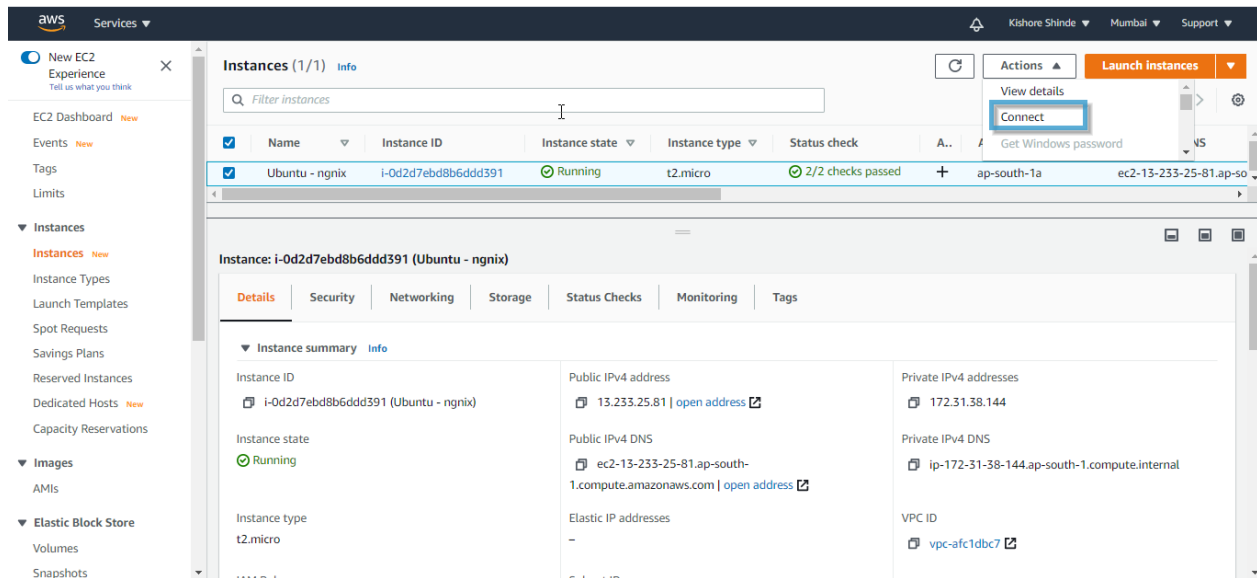 aws Services ▼ Kishore Shinde ▼ Mumbai ▼ Support ▼
New EC2
Experience
Tell us what you think
EC2 Dashboard New
Events New
Tags
Limits
▼ Instances
Instances New
Instance Types
Launch Templates
Spot Requests
Savings Plans
Reserved Instances
Dedicated Hosts New
Capacity Reservations
▼ Images
AMIs
▼ Elastic Block Store
Volumes
Snapshots
Instances (1/1) Info
Actions ▲ Launch instances ▼
View details
Connect
Get Windows password
Filter instances
Name Instance ID Instance state Instance type Status check A..
Ubuntu - ngnix i-0d2d7ebd8b6ddd391 Running t2.micro 2/2 checks passed + ap-south-1a ec2-13-233-25-81.ap-so
Instance: i-0d2d7ebd8b6ddd391 (Ubuntu - ngnix)
Details Security Networking Storage Status Checks Monitoring Tags
▼ Instance summary Info
Instance ID
i-0d2d7ebd8b6ddd391 (Ubuntu - ngnix)
Public IPv4 address
13.233.25.81 | open address
Private IPv4 addresses
172.31.38.144
Instance state
Running
Public IPv4 DNS
ec2-13-233-25-81.ap-south-
1.compute.amazonaws.com | open address
Private IPv4 DNS
ip-172-31-38-144.ap-south-1.compute.internal
Instance type
t2.micro
Elastic IP addresses
–
VPC ID
vpc-afc1dbc7